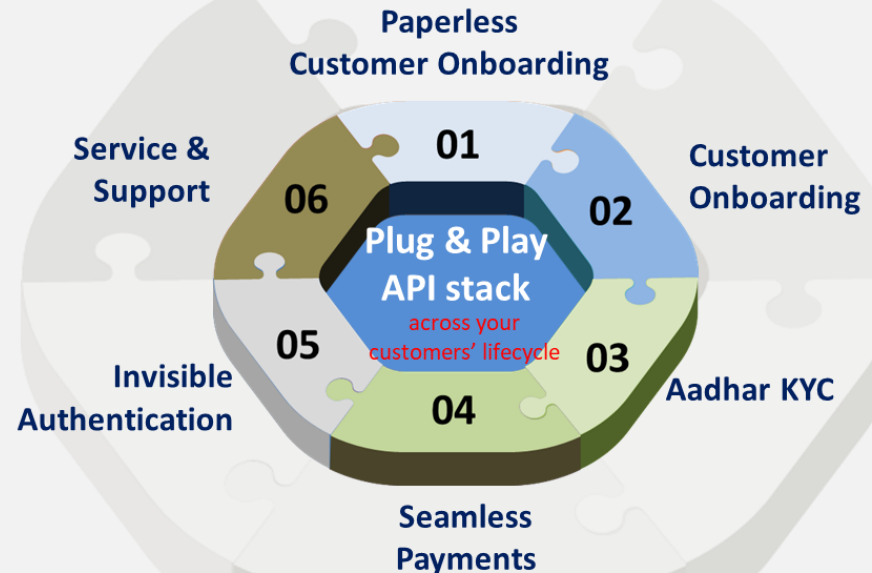 Paperless
Customer Onboarding
01
Customer
Onboarding
02
Aadhar KYC
03
Seamless
Payments
04
Invisible
Authentication
05
Service &
Support
06
Plug & Play
API stack
across your
customers’ lifecycle